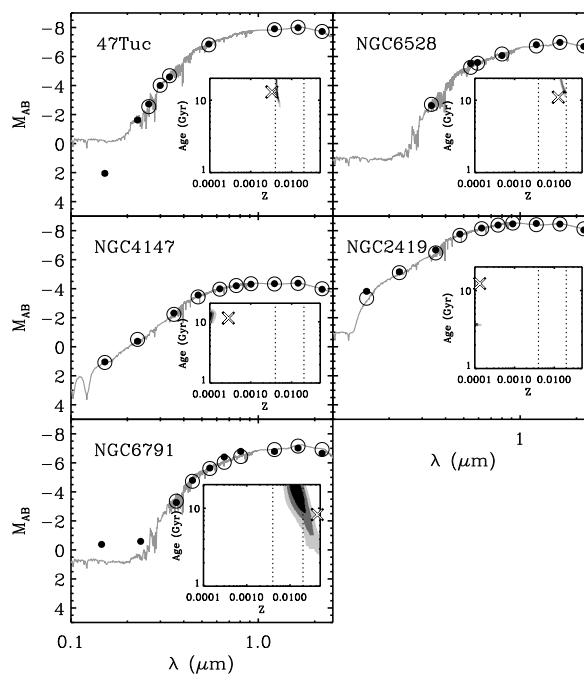 −8
−6
−4
−2
0
2
4
M_AB
47Tuc
Age (Gyr)
10
1
0.0001 0.0010 0.0100
Z
NGC6528
Age (Gyr)
10
1
0.0001 0.0010 0.0100
Z
−8
−6
−4
−2
0
2
4
M_AB
NGC4147
Age (Gyr)
10
1
0.0001 0.0010 0.0100
Z
NGC2419
Age (Gyr)
10
1
0.0001 0.0010 0.0100
Z
1
λ (μm)
−8
−6
−4
−2
0
2
4
M_AB
NGC6791
Age (Gyr)
10
1
0.0001 0.0010 0.0100
Z
0.1 1.0
λ (μm)